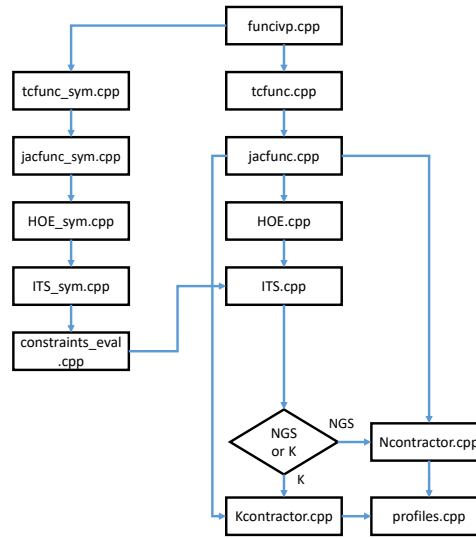 funcivp.cpp
tcfunc_sym.cpp
tcfunc.cpp
jacfunc_sym.cpp
jacfunc.cpp
HOE_sym.cpp
HOE.cpp
ITS_sym.cpp
ITS.cpp
constraints_eval
.cpp
NGS
or K
NGS
Ncontractor.cpp
K
Kcontractor.cpp
profiles.cpp